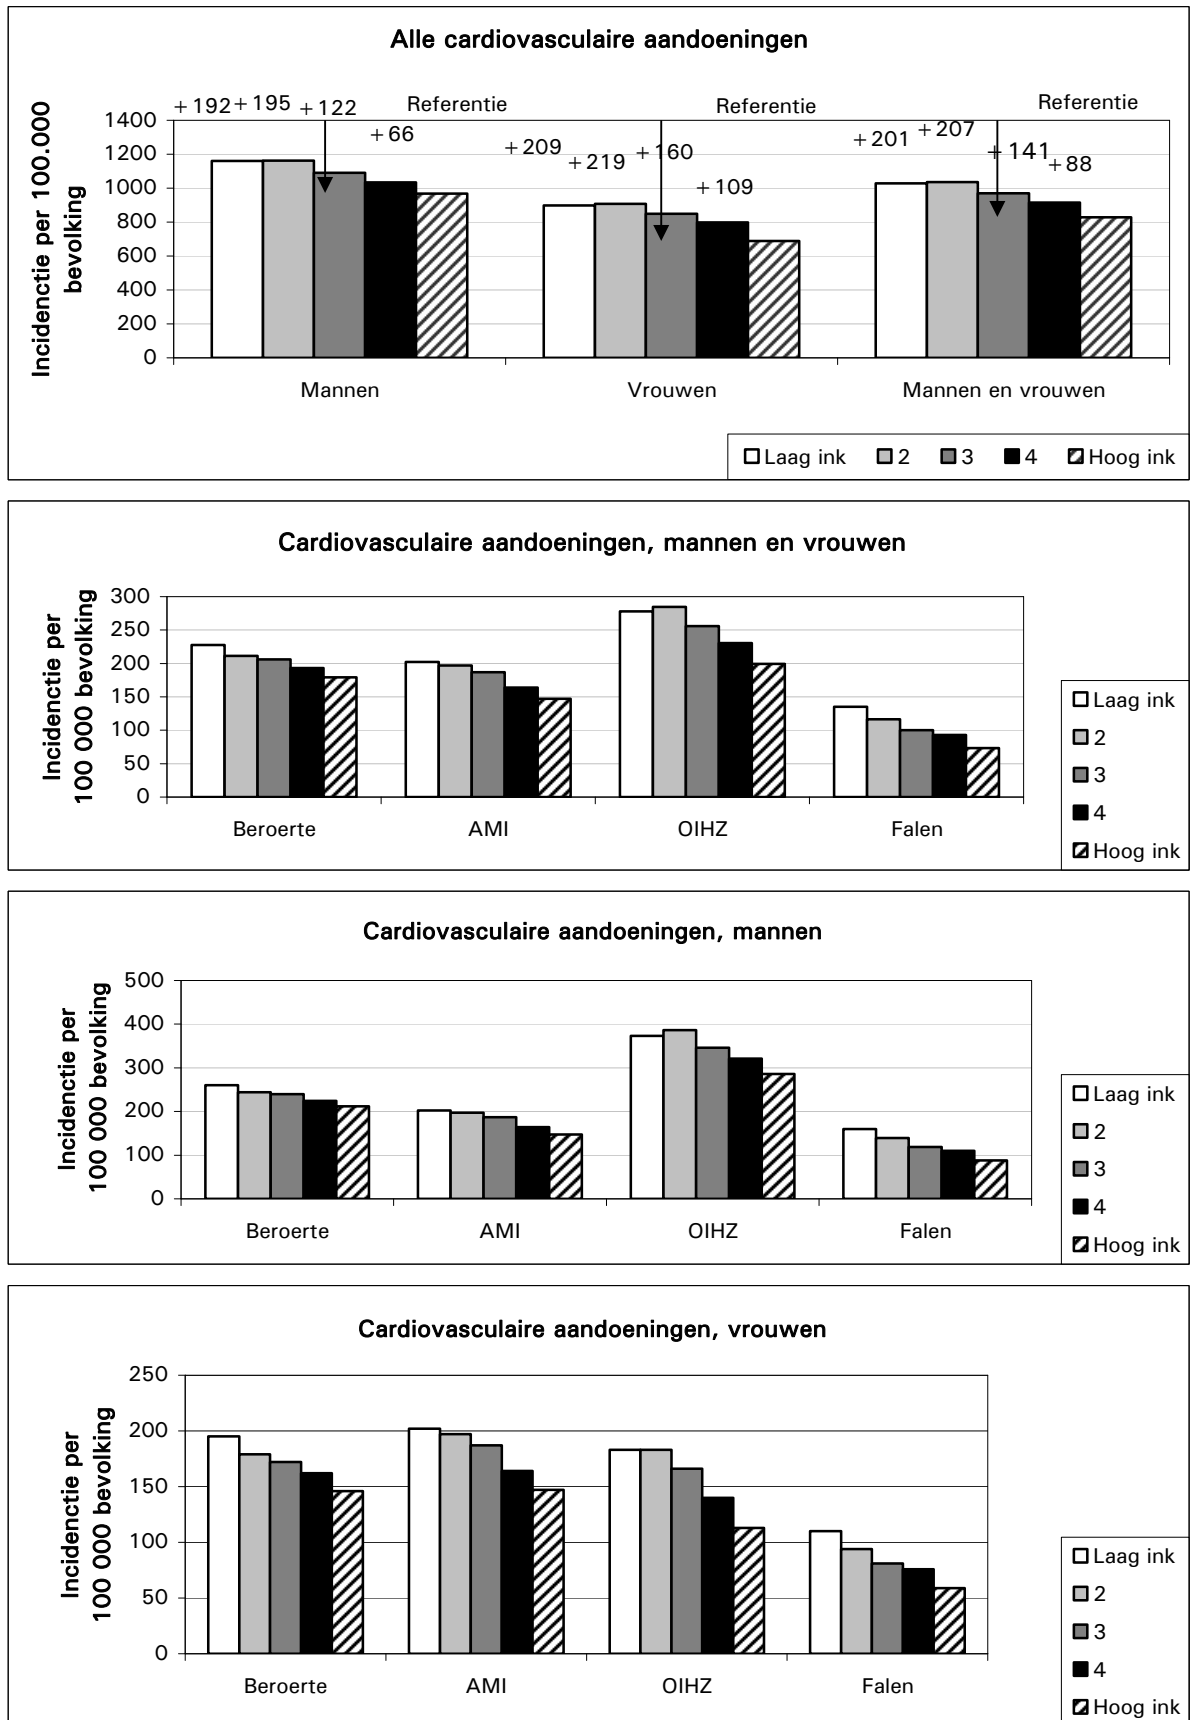 Alle cardiovasculaire aandoeningen
Incidenctie per 100.000
bevolking
+192 +195 +122 Referentie Referentie Referentie
+66 +209 +219 +160 +109 +201 +207 +141 +88
1400
1200
1000
800
600
400
200
0
Mannen Vrouwen Mannen en vrouwen
Laag ink 2 3 4 Hoog ink
Cardiovasculaire aandoeningen, mannen en vrouwen
Incidenctie per
100 000 bevolking
300
250
200
150
100
50
0
Beroerte AMI OIHZ Falen
Laag ink
2
3
4
Hoog ink
Cardiovasculaire aandoeningen, mannen
Incidenctie per
100 000 bevolking
500
400
300
200
100
0
Beroerte AMI OIHZ Falen
Laag ink
2
3
4
Hoog ink
Cardiovasculaire aandoeningen, vrouwen
Incidenctie per
100 000 bevolking
250
200
150
100
50
0
Beroerte AMI OIHZ Falen
Laag ink
2
3
4
Hoog ink